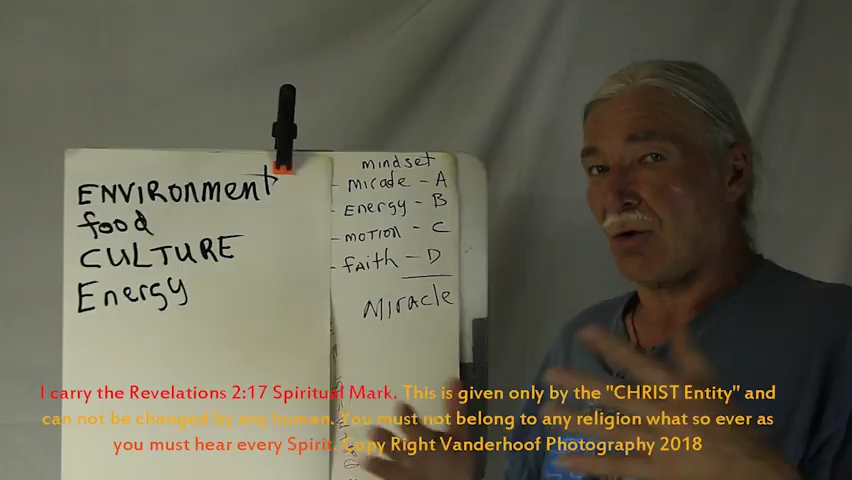 ENVIRONMENT
food
CULTURE
Energy
mindset
- micacle - A
- Energy - B
- MOTION - C
- faith - D
Miracle
I carry the Revelations 2:17 Spiritual Mark. This is given only by the "CHRIST Entity" and
can not be changed by any human. You must not belong to any religion what so ever as
you must hear every Spirit. Copy Right Vanderhoof Photography 2018